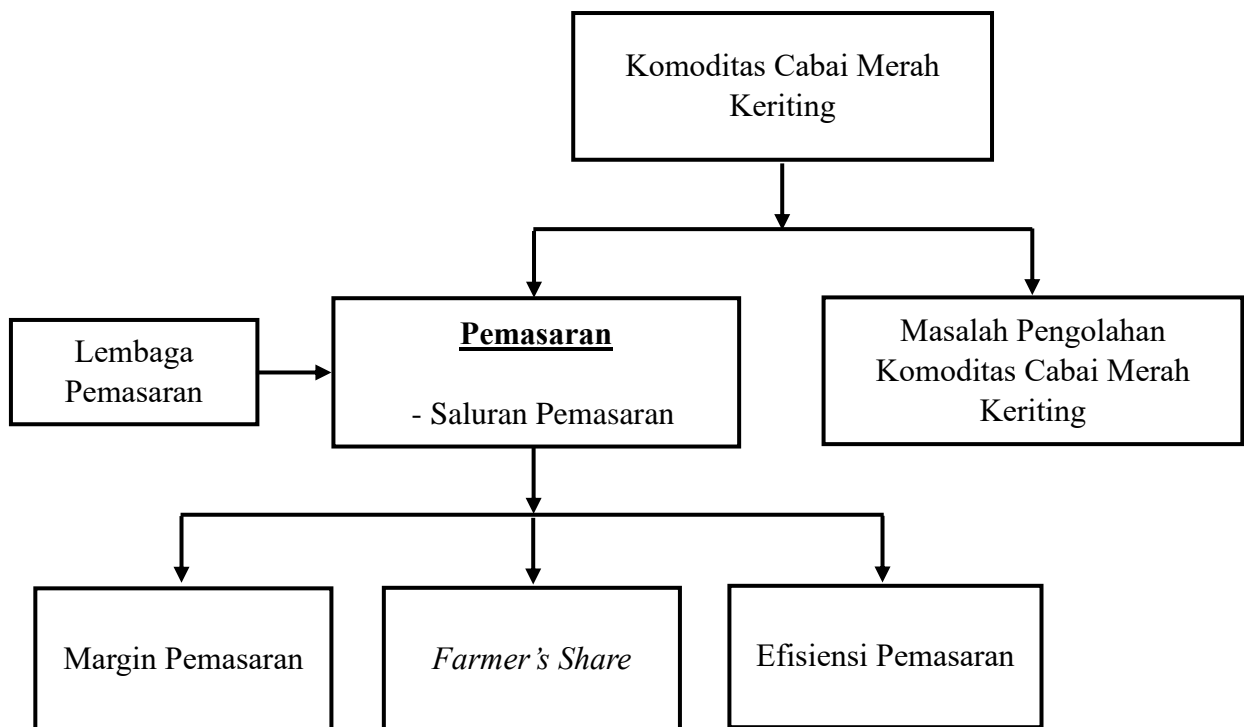 Komoditas Cabai Merah
Keriting
Lembaga
Pemasaran
Pemasaran
- Saluran Pemasaran
Masalah Pengolahan
Komoditas Cabai Merah
Keriting
Margin Pemasaran
Farmer’s Share
Efisiensi Pemasaran